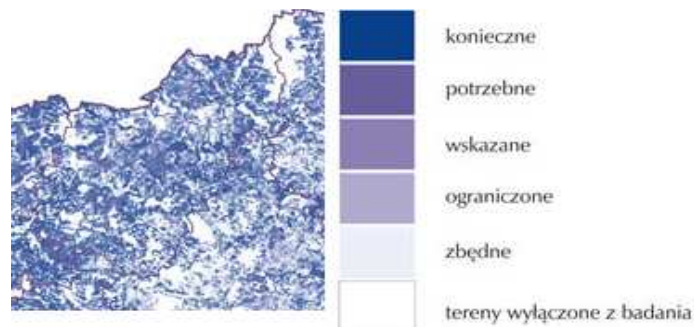 konieczne
potrzebne
wskazane
ograniczone
zbędne
tereny wyłączone z badania